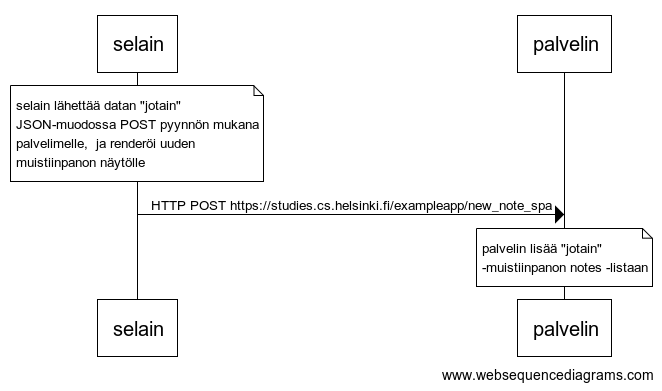 selain
palvelin
selain lähettää datan "jotain"
JSON-muodossa POST pyynnön mukana
palvelimelle,  ja renderöi uuden
muistiinpanon näytölle
HTTP POST https://studies.cs.helsinki.fi/exampleapp/new_note_spa
palvelin lisää "jotain"
-muistiinpanon notes -listaan
selain
palvelin
www.websequencediagrams.com